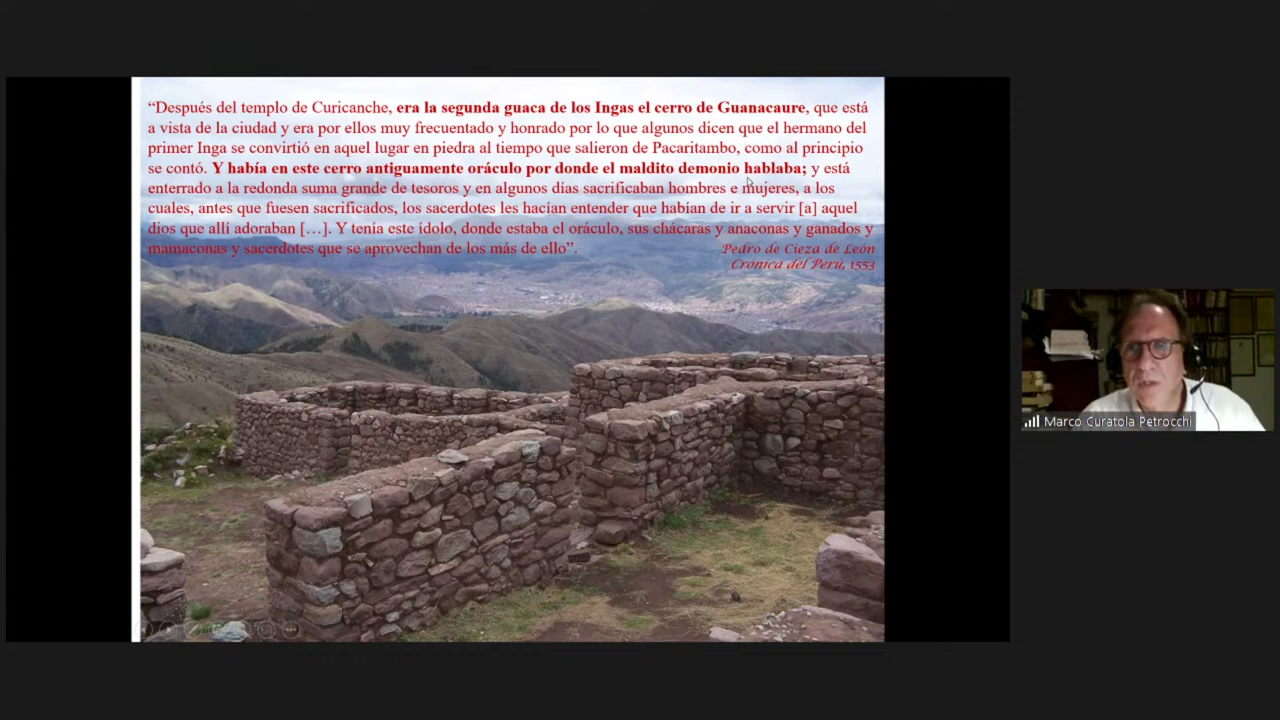 “Después del templo de Curicanche, era la segunda guaca de los Ingas el cerro de Guanacaure, que está
a vista de la ciudad y era por ellos muy frecuentado y honrado por lo que algunos dicen que el hermano del
primer Inga se convirtió en aquel lugar en piedra al tiempo que salieron de Pacaritambo, como al principio
se contó. Y había en este cerro antiguamente oráculo por donde el maldito demonio hablaba; y está
enterrado a la redonda suma grande de tesoros y en algunos días sacrificaban hombres e mujeres, a los
cuales, antes que fuesen sacrificados, los sacerdotes les hacían entender que habían de ir a servir [a] aquel
dios que allí adoraban […]. Y tenía este ídolo, donde estaba el oráculo, sus chácaras y anaconas y ganados y
mamaconas y sacerdotes que se aprovechan de los más de ello”.
Pedro de Cieza de León
Crónica del Perú, 1553
Marco Curatola Petrocchi